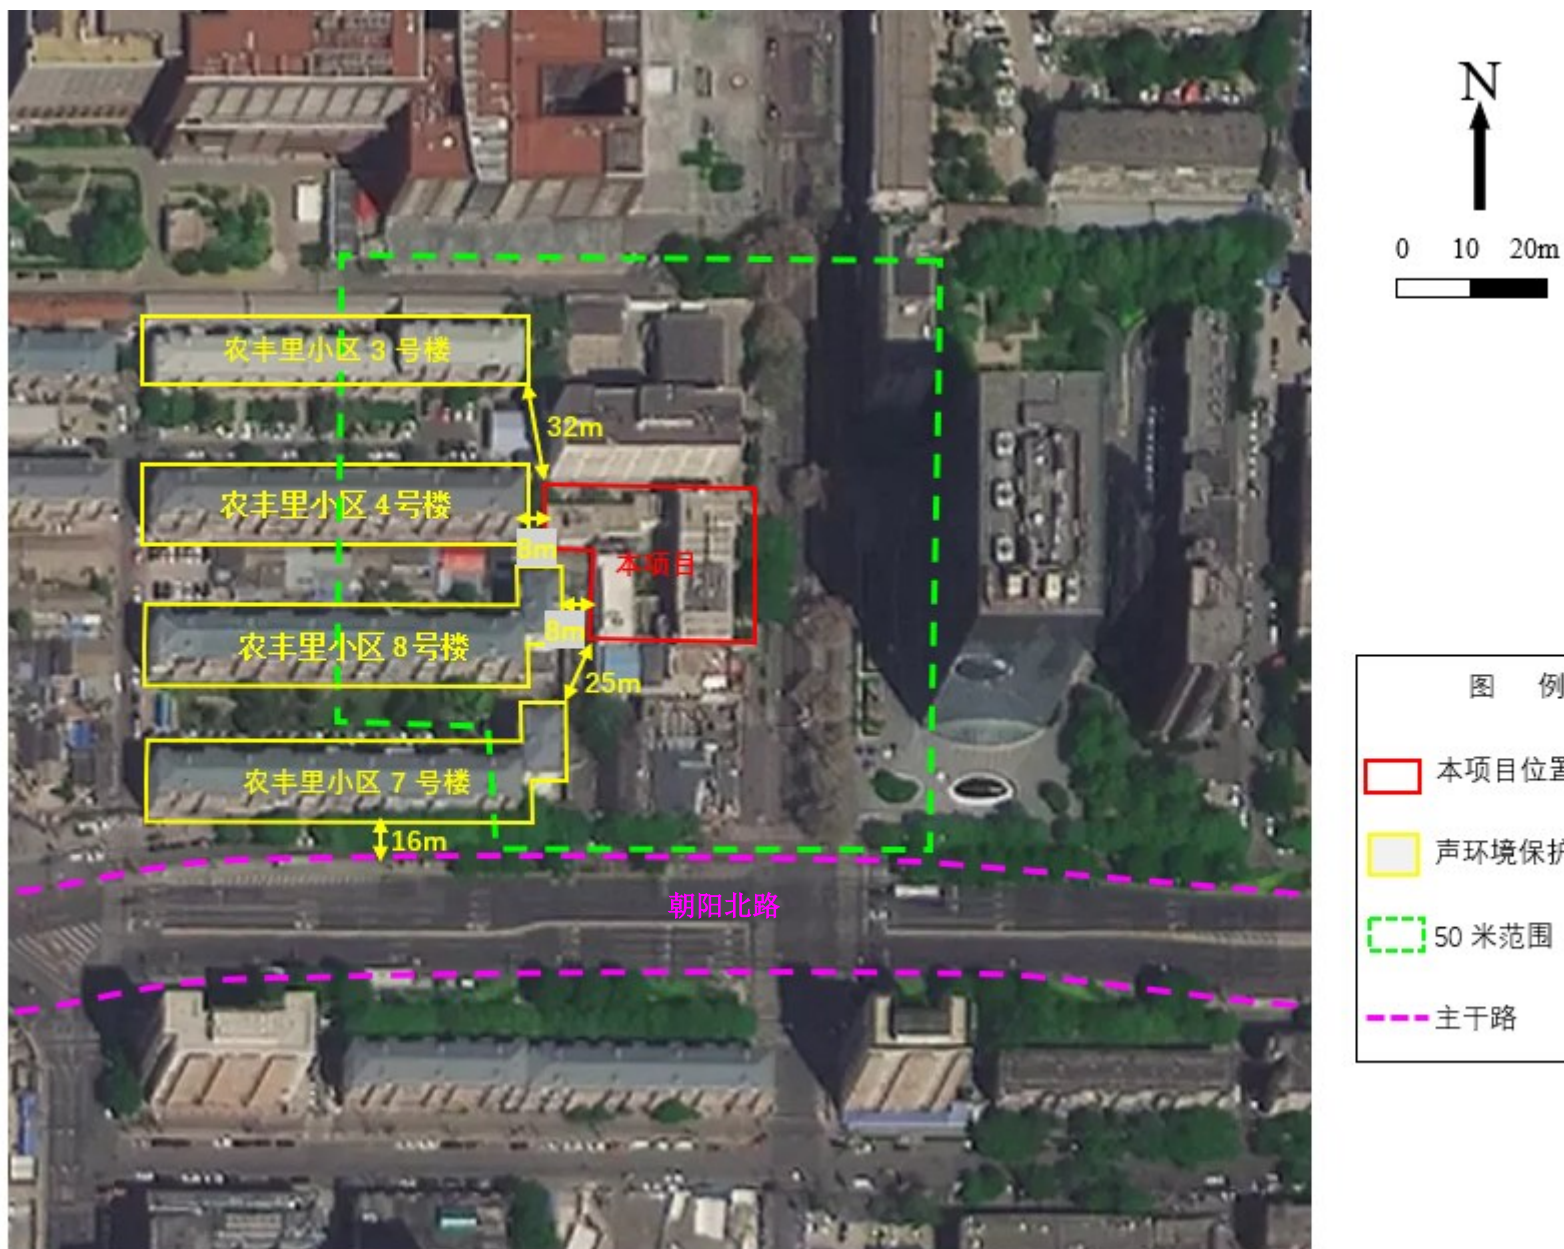 N
0 10 20m
农丰里小区 3 号楼
32m
农丰里小区 4号楼
8m
本项目
农丰里小区 8号楼
8m
25m
农丰里小区 7 号楼
16m
朝阳北路
图 例
本项目位置
声环境保护
50 米范围
主干路